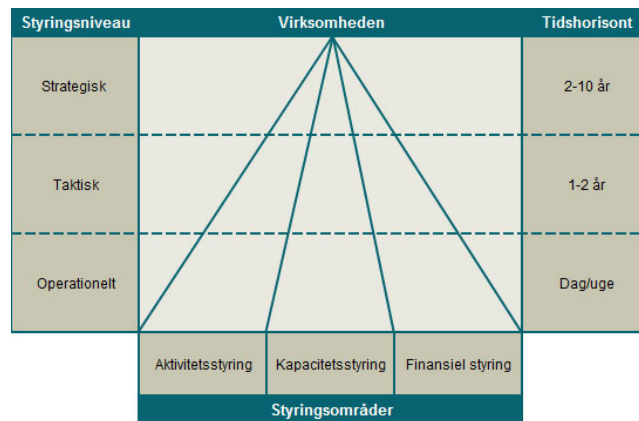 Styringsniveau
Virksomheden
Tidshorisont
Strategisk
2-10 år
Taktisk
1-2 år
Operationelt
Dag/uge
Aktivitetsstyring
Kapacitetsstyring
Finansiel styring
Styringsområder